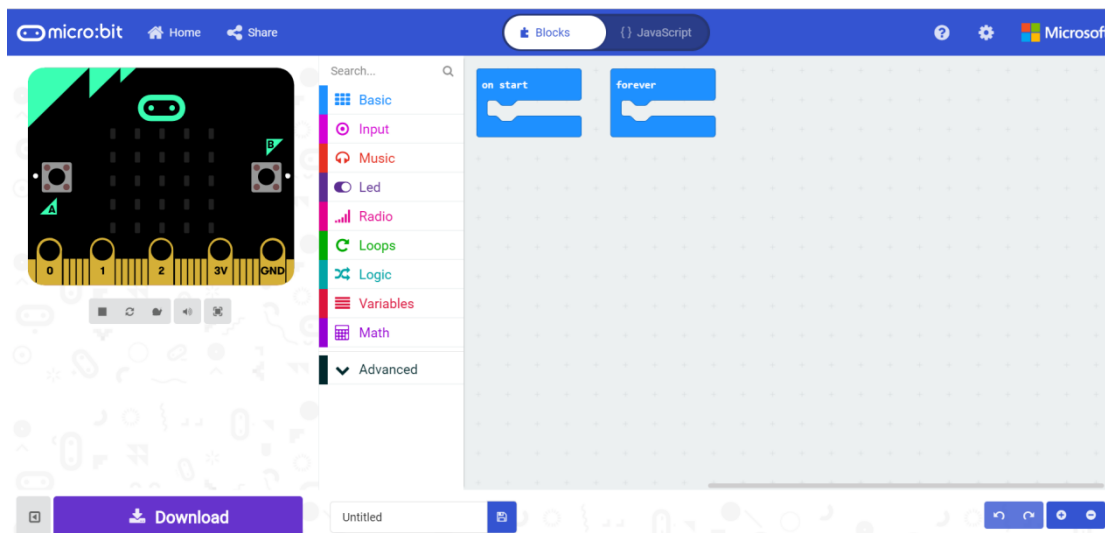 micro:bit Home Share Blocks {} JavaScript Microsoft
Search...
Basic
Input
Music
Led
Radio
Loops
Logic
Variables
Math
Advanced
on start
forever
B
A
0 1 2 3V GND
Download
Untitled